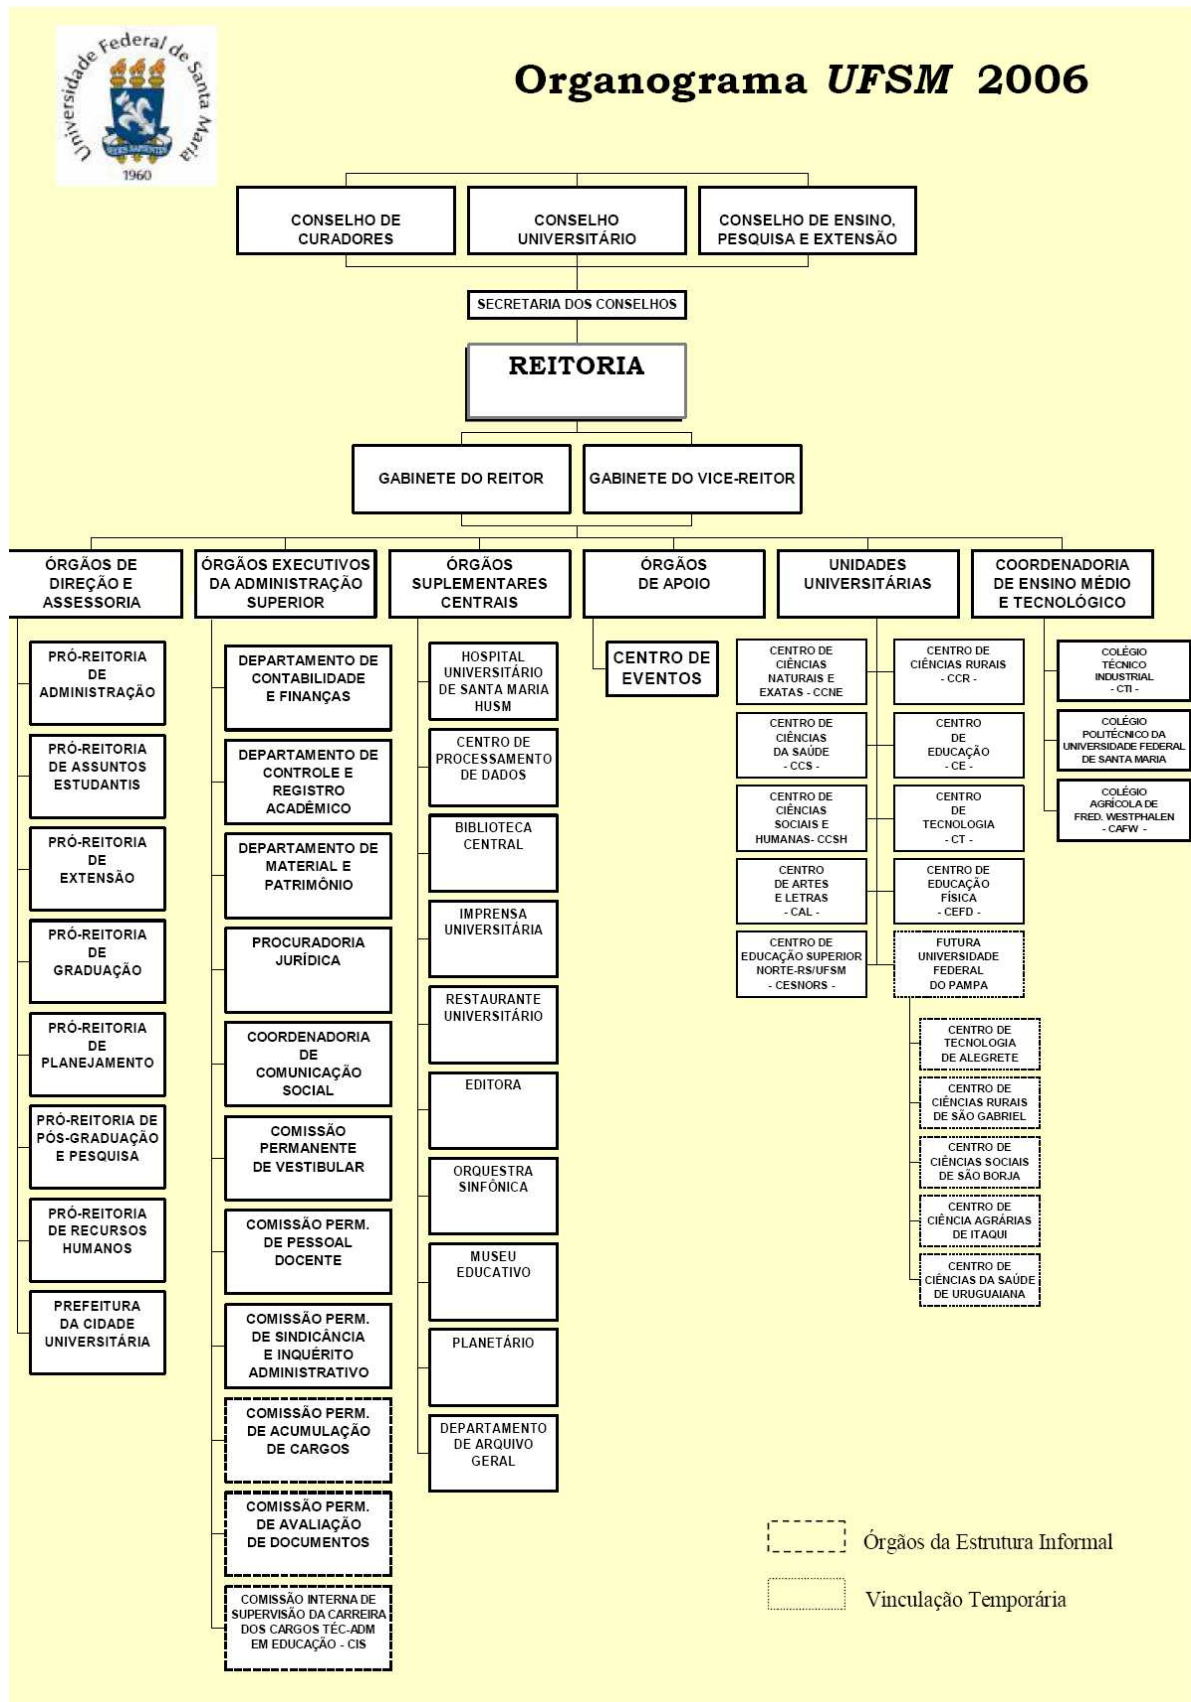 Universidade Federal de Santa Maria
SEDES SAPIENTIAE
1960
Organograma UFSM 2006
CONSELHO DE
CURADORES
CONSELHO
UNIVERSITÁRIO
CONSELHO DE ENSINO,
PESQUISA E EXTENSÃO
SECRETARIA DOS CONSELHOS
REITORIA
GABINETE DO REITOR
GABINETE DO VICE-REITOR
ÓRGÃOS DE
DIREÇÃO E
ASSESSORIA
PRÓ-REITORIA
DE
ADMINISTRAÇÃO
PRÓ-REITORIA
DE ASSUNTOS
ESTUDANTIS
PRÓ-REITORIA
DE
EXTENSÃO
PRÓ-REITORIA
DE
GRADUAÇÃO
PRÓ-REITORIA
DE
PLANEJAMENTO
PRÓ-REITORIA DE
PÓS-GRADUAÇÃO
E PESQUISA
PRÓ-REITORIA
DE RECURSOS
HUMANOS
PREFEITURA
DA CIDADE
UNIVERSITÁRIA
ÓRGÃOS EXECUTIVOS
DA ADMINISTRAÇÃO
SUPERIOR
DEPARTAMENTO DE
CONTABILIDADE
E FINANÇAS
DEPARTAMENTO DE
CONTROLE E
REGISTRO
ACADÊMICO
DEPARTAMENTO DE
MATERIAL E
PATRIMÔNIO
PROCURADORIA
JURÍDICA
COORDENADORIA
DE
COMUNICAÇÃO
SOCIAL
COMISSÃO
PERMANENTE
DE VESTIBULAR
COMISSÃO PERM.
DE PESSOAL
DOCENTE
COMISSÃO PERM.
DE SINDICÂNCIA
E INQUÉRITO
ADMINISTRATIVO
COMISSÃO PERM.
DE ACUMULAÇÃO
DE CARGOS
COMISSÃO PERM.
DE AVALIAÇÃO
DE DOCUMENTOS
COMISSÃO INTERNA DE
SUPERVISÃO DA CARREIRA
DOS CARGOS TÉC-ADM
EM EDUCAÇÃO - CIS
ÓRGÃOS
SUPLEMENTARES
CENTRAIS
HOSPITAL
UNIVERSITÁRIO
DE SANTA MARIA
HUSM
CENTRO DE
PROCESSAMENTO
DE DADOS
BIBLIOTECA
CENTRAL
IMPRENSA
UNIVERSITÁRIA
RESTAURANTE
UNIVERSITÁRIO
EDITORA
ORQUESTRA
SINFÔNICA
MUSEU
EDUCATIVO
PLANETÁRIO
DEPARTAMENTO
DE ARQUIVO
GERAL
ÓRGÃOS
DE APOIO
CENTRO DE
EVENTOS
UNIDADES
UNIVERSITÁRIAS
CENTRO DE
CIÊNCIAS
NATURAIS E
EXATAS - CCNE
CENTRO DE
CIÊNCIAS RURAIS
- CCR -
CENTRO DE
CIÊNCIAS
DA SAÚDE
- CCS -
CENTRO
DE
EDUCAÇÃO
- CE -
CENTRO DE
CIÊNCIAS
SOCIAIS E
HUMANAS- CCSH
CENTRO
DE
TECNOLOGIA
- CT -
CENTRO
DE ARTES
E LETRAS
- CAL -
CENTRO DE
EDUCAÇÃO
FÍSICA
- CEFD -
CENTRO DE
EDUCAÇÃO SUPERIOR
NORTE-RS/UFSM
- CESNORS -
FUTURA
UNIVERSIDADE
FEDERAL
DO PAMPA
CENTRO DE
TECNOLOGIA
DE ALEGRETE
CENTRO DE
CIÊNCIAS RURAIS
DE SÃO GABRIEL
CENTRO DE
CIÊNCIAS SOCIAIS
DE SÃO BORJA
CENTRO DE
CIÊNCIA AGRÁRIAS
DE ITAQUI
CENTRO DE
CIÊNCIAS DA SAÚDE
DE URUGUAIANA
COORDENADORIA
DE ENSINO MÉDIO
E TECNOLÓGICO
COLÉGIO
TÉCNICO
INDUSTRIAL
- CTI -
COLÉGIO
POLITÉCNICO DA
UNIVERSIDADE FEDERAL
DE SANTA MARIA
COLÉGIO
AGRÍCOLA DE
FRED. WESTPHALEN
- CAFW -
Órgãos da Estrutura Informal
Vinculação Temporária